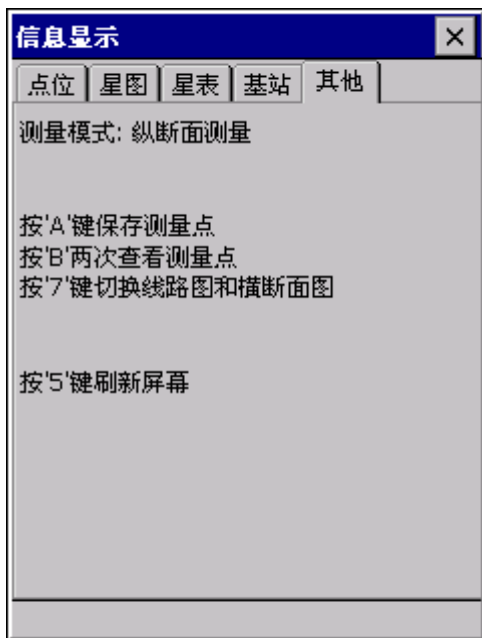 信息显示
点位 星图 星表 基站 其他
测量模式: 纵断面测量
按'A'键保存测量点
按'B'两次查看测量点
按'7'键切换线路图和横断面图
按'5'键刷新屏幕